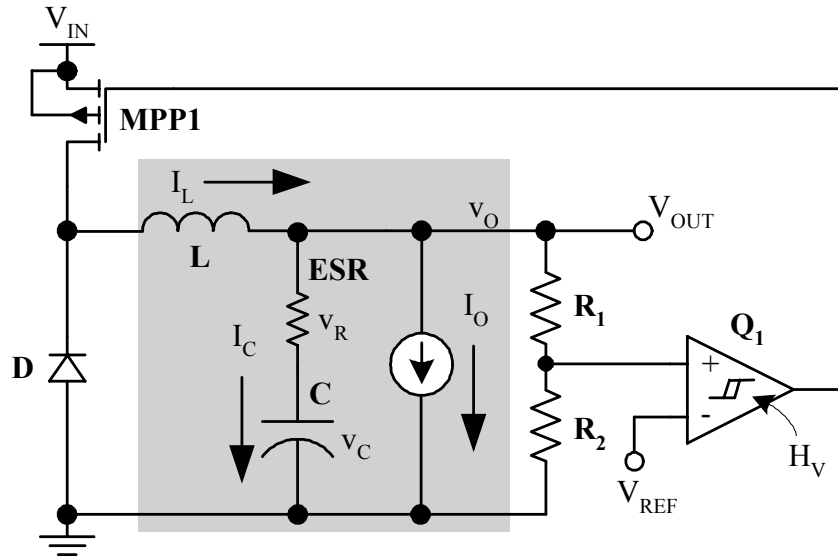 V_IN
MPP1
I_L
v_O
V_OUT
L
ESR
R_1
v_R
I_O
Q_1
I_C
+
D
C
-
R_2
v_C
H_V
V_REF